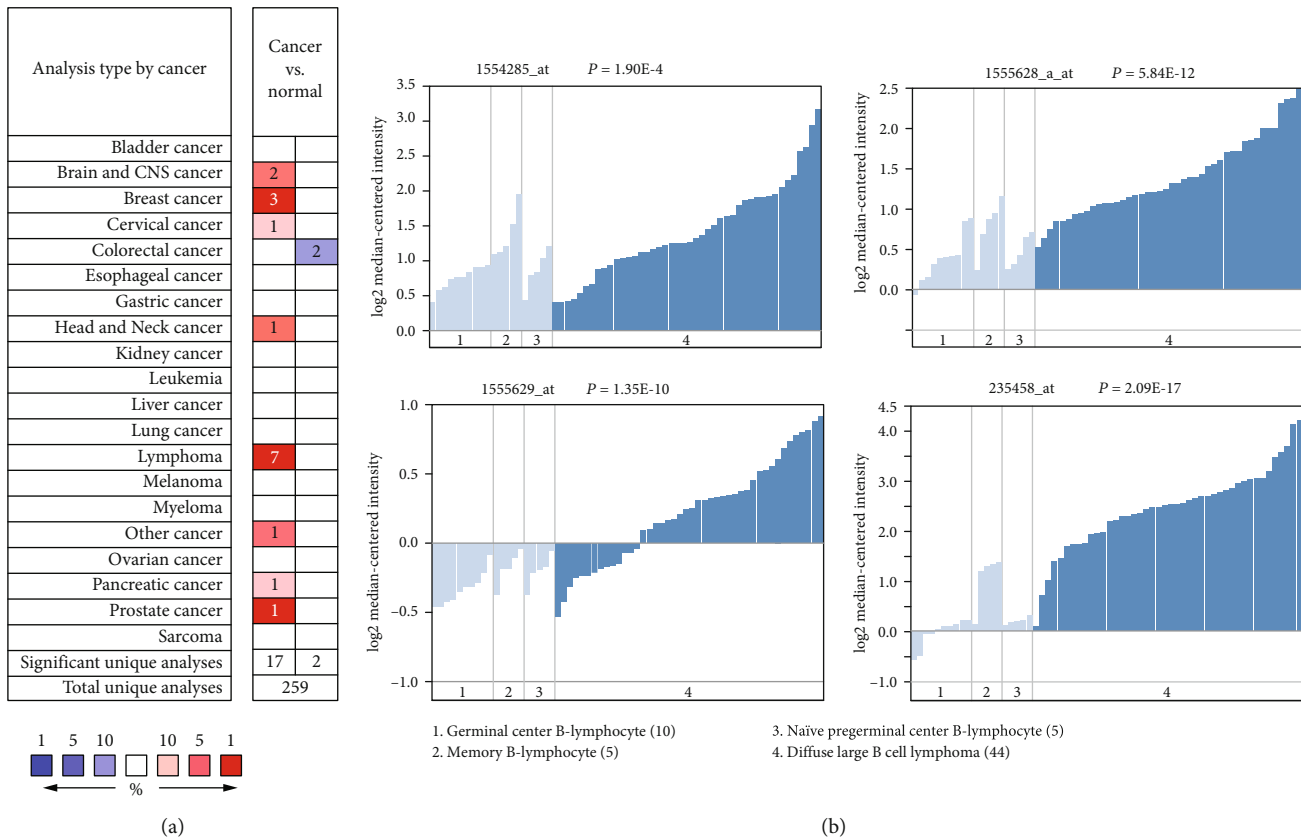 Analysis type by cancer
Cancer
vs.
normal
Bladder cancer
Brain and CNS cancer 2
Breast cancer 3
Cervical cancer 1
Colorectal cancer 2
Esophageal cancer
Gastric cancer
Head and Neck cancer 1
Kidney cancer
Leukemia
Liver cancer
Lung cancer
Lymphoma 7
Melanoma
Myeloma
Other cancer 1
Ovarian cancer
Pancreatic cancer 1
Prostate cancer 1
Sarcoma
Significant unique analyses 17 2
Total unique analyses 259
1 5 10 10 5 1
%
(a)
1554285_at P = 1.90E-4
log2 median-centered intensity
3.5
3.0
2.5
2.0
1.5
1.0
0.5
0.0
1 2 3 4
1555628_a_at P = 5.84E-12
log2 median-centered intensity
2.5
2.0
1.5
1.0
0.5
0.0
1 2 3 4
1555629_at P = 1.35E-10
log2 median-centered intensity
1.0
0.5
0.0
−0.5
−1.0
1 2 3 4
235458_at P = 2.09E-17
log2 median-centered intensity
4.5
4.0
3.0
2.0
1.0
0.0
−1.0
1 2 3 4
1. Germinal center B-lymphocyte (10)
2. Memory B-lymphocyte (5)
3. Naïve pregerminal center B-lymphocyte (5)
4. Diffuse large B cell lymphoma (44)
(b)